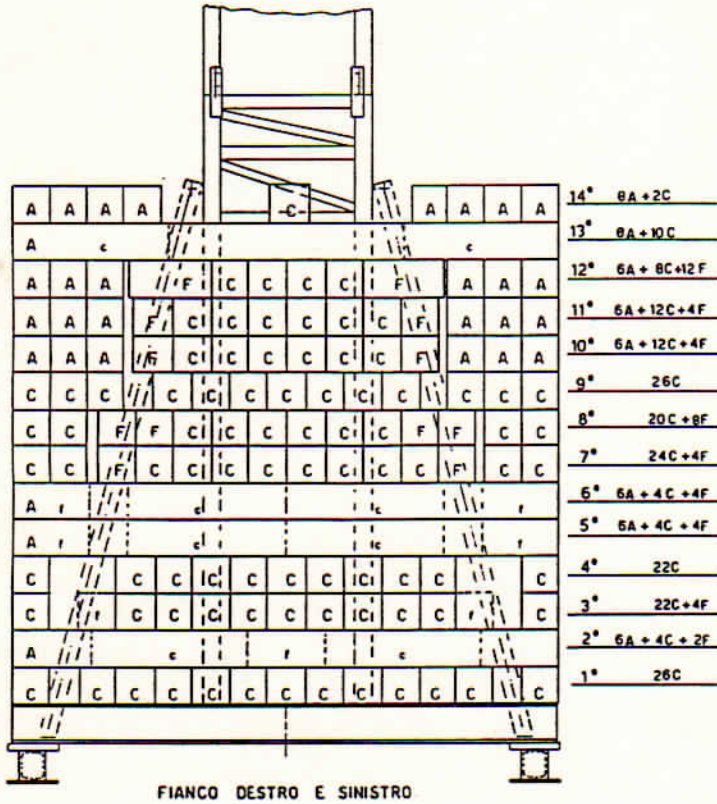 A A A A C A A A A 14° 8A + 2C
A c c 13° 8A + 10C
A A A F C C C C F A A A 12° 6A + 8C + 12F
A A A F C C C C C C F A A A 11° 6A + 12C + 4F
A A A F C C C C C C F A A A 10° 6A + 12C + 4F
C C C C C C C C C C C C C 9° 26C
C C F F C C C C C C F F C C 8° 20C + 8F
C C F C C C C C C C C F C C 7° 24C + 4F
A f c c f 6° 6A + 4C + 4F
A f c c f 5° 6A + 4C + 4F
C C C C C C C C C C C 4° 22C
C f C C C C C C C C C f C 3° 22C + 4F
A c f c 2° 6A + 4C + 2F
C C C C C C C C C C C C C C 1° 26C
FIANCO DESTRO E SINISTRO